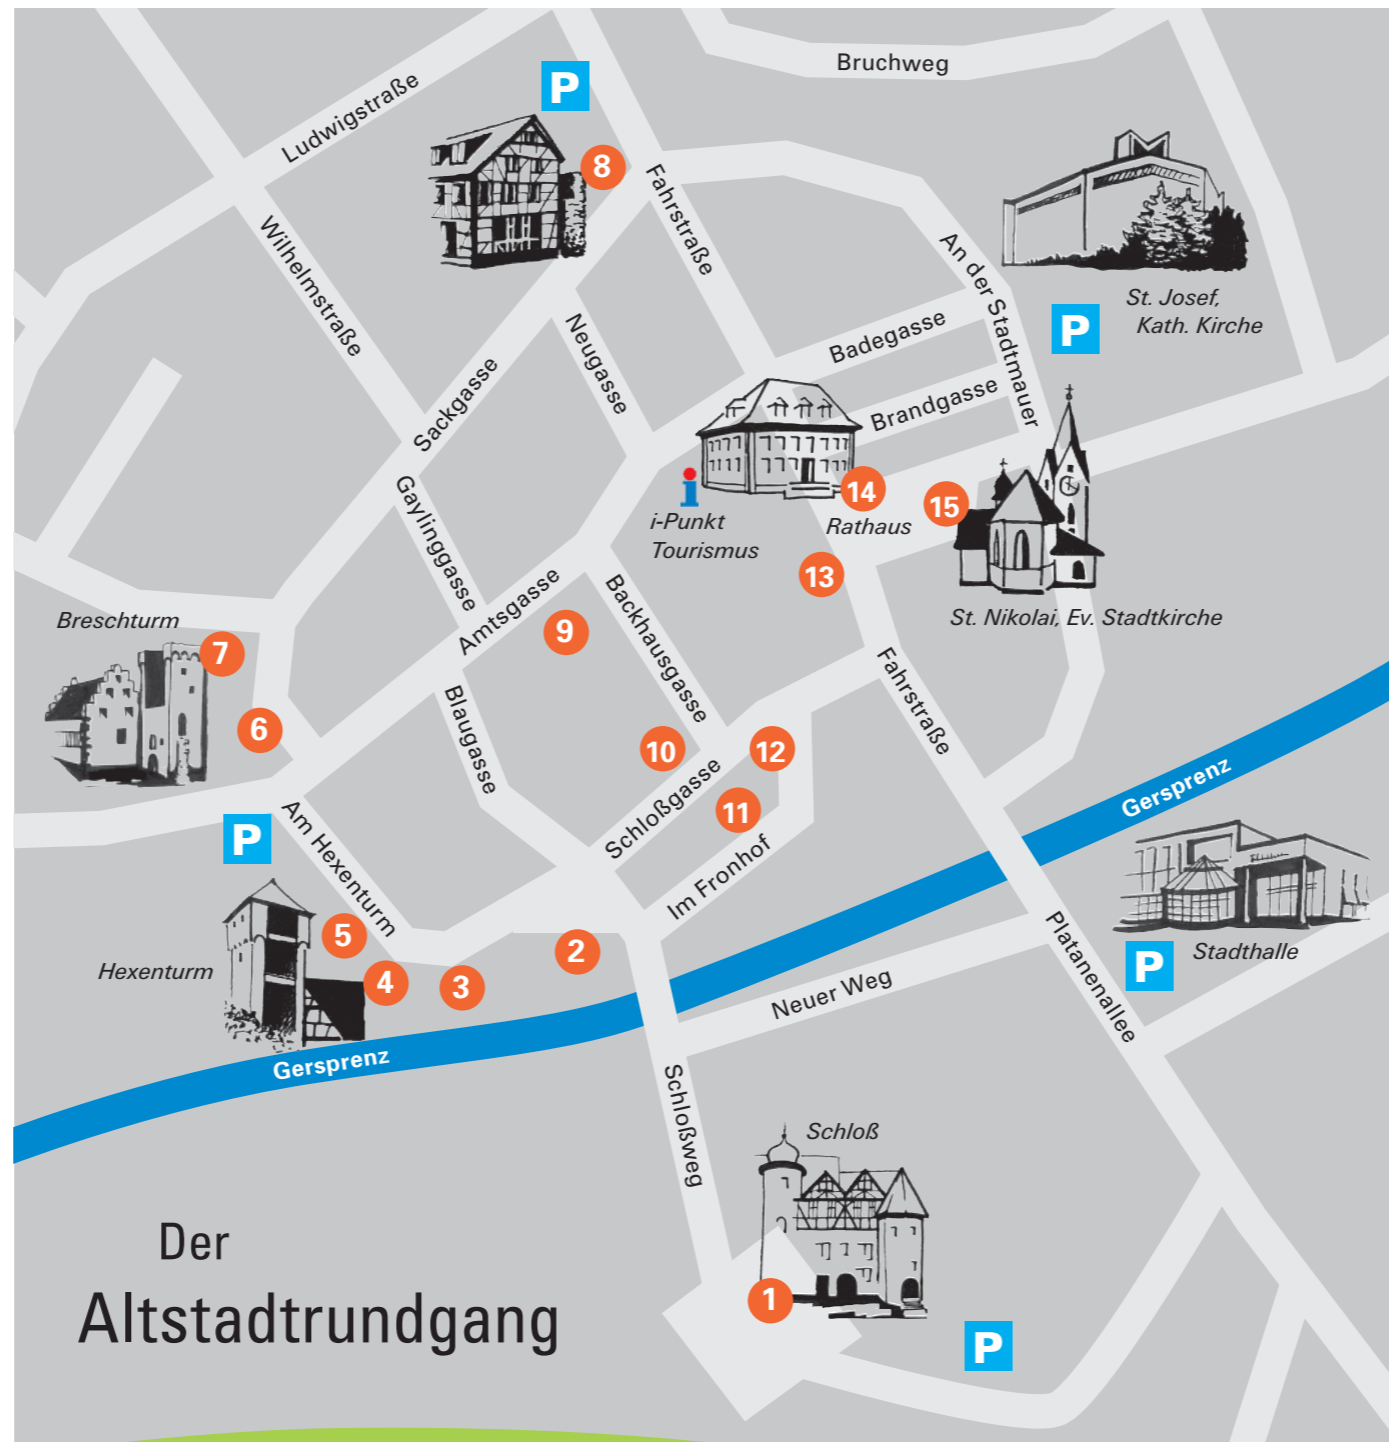 Bruchweg
P
Ludwigstraße
8
Fahrstraße
Wilhelmstraße
An der Stadtmauer
St. Josef,
Kath. Kirche
P
Neugasse
Badegasse
Sackgasse
Brandgasse
Gaylinggasse
14
15
i-Punkt
Tourismus
Rathaus
13
Amtsgasse
9
Backhausgasse
St. Nikolai, Ev. Stadtkirche
Breschturm
7
6
Blaugasse
10
12
Fahrstraße
Schloßgasse
11
Gersprenz
P
Am Hexenturm
Im Fronhof
5
2
Hexenturm
4
3
Platanenallee
P
Stadthalle
Neuer Weg
Gersprenz
Schloßweg
Schloß
1
P
Der
Altstadtrundgang